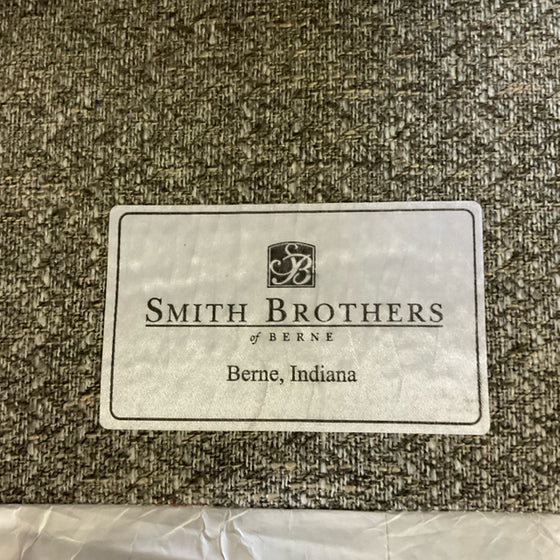 SB
SMITH BROTHERS
of BERNE
Berne, Indiana